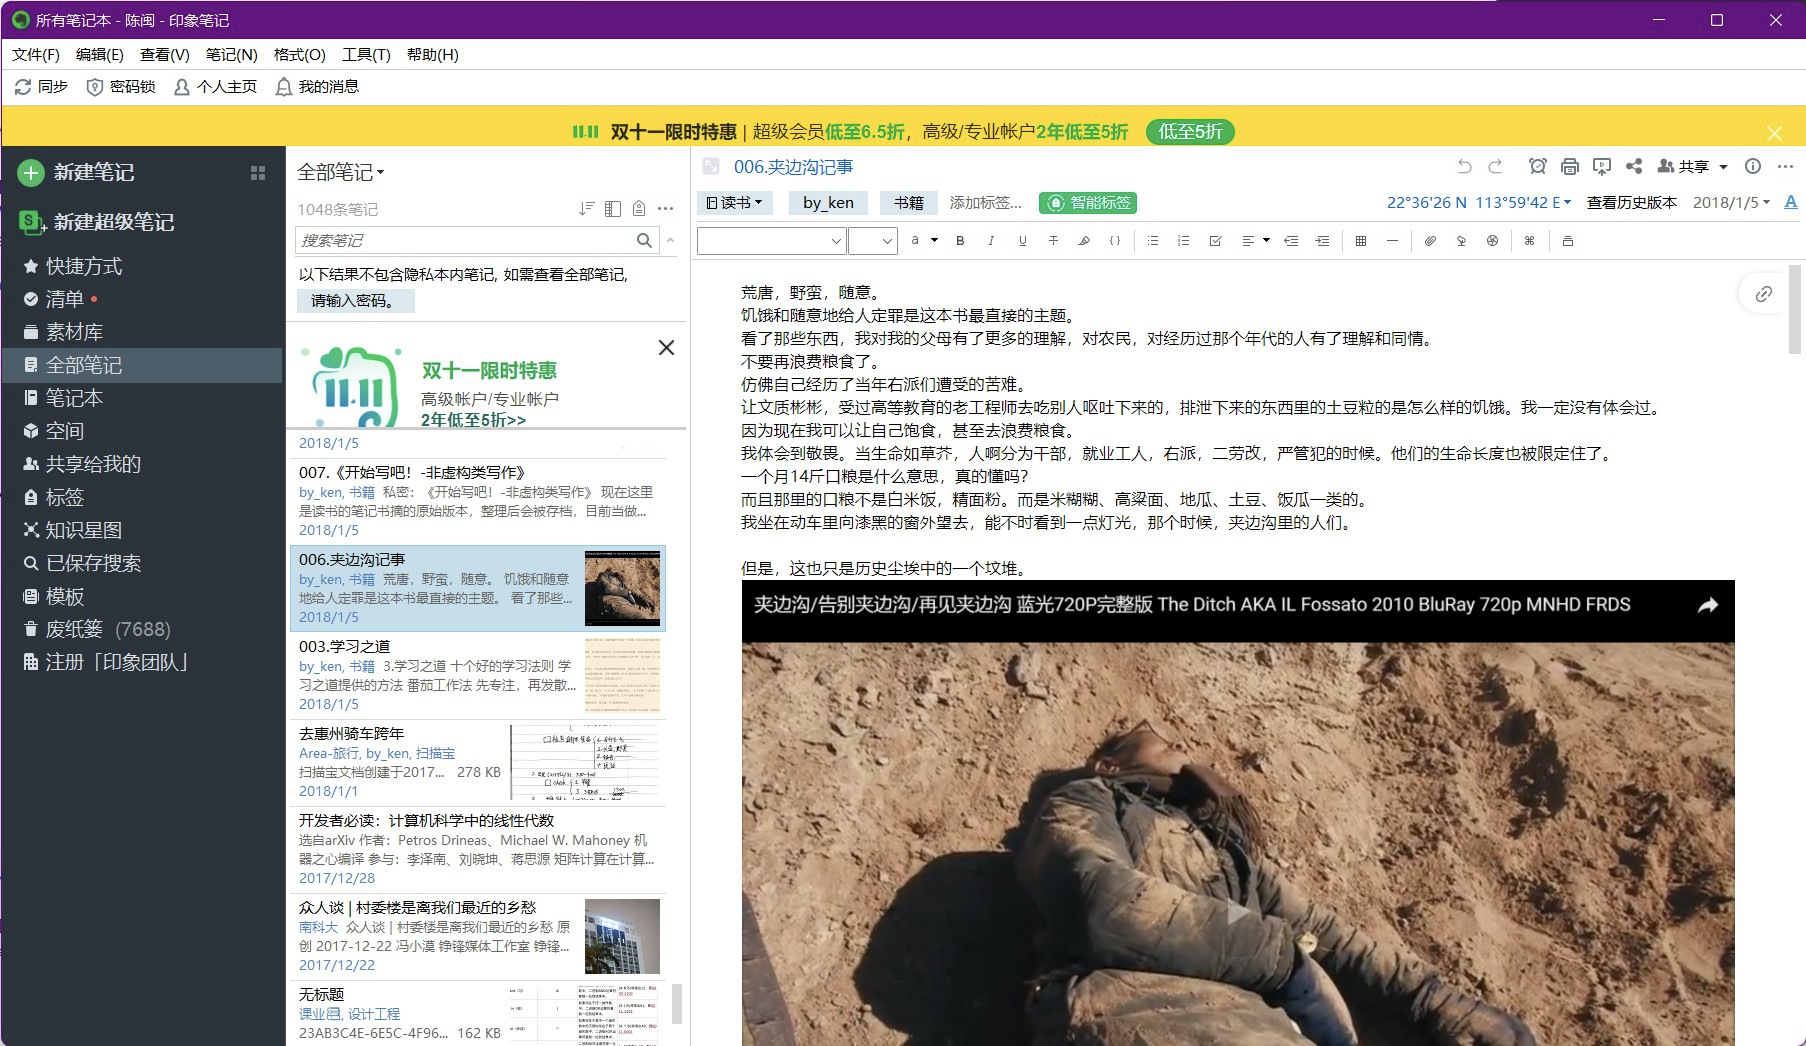 所有笔记本 - 陈闽 - 印象笔记
文件(F) 编辑(E) 查看(V) 笔记(N) 格式(O) 工具(T) 帮助(H)
同步 密码锁 个人主页 我的消息
11.11 双十一限时特惠 | 超级会员低至6.5折，高级/专业帐户2年低至5折 低至5折
新建笔记
新建超级笔记
快捷方式
清单
素材库
全部笔记
笔记本
空间
共享给我的
标签
知识星图
已保存搜索
模板
废纸篓 (7688)
注册「印象团队」
全部笔记
1048条笔记
搜索笔记
以下结果不包含隐私本内笔记, 如需查看全部笔记,
请输入密码。
11.11
双十一限时特惠
高级帐户/专业帐户
2年低至5折>>
2018/1/5
007.《开始写吧！-非虚构类写作》
by_ken, 书籍 私密：《开始写吧！-非虚构类写作》 现在这里
是读书的笔记书摘的原始版本，整理后会被存档，目前当做...
2018/1/5
006.夹边沟记事
by_ken, 书籍 荒唐，野蛮，随意。 饥饿和随意
地给人定罪是这本书最直接的主题。 看了那些...
2018/1/5
003.学习之道
by_ken, 书籍 3.学习之道 十个好的学习法则 学
习之道提供的方法 番茄工作法 先专注，再发散...
2018/1/5
去惠州骑车跨年
Area-旅行, by_ken, 扫描宝
扫描宝文档创建于2017... 278 KB
2018/1/1
开发者必读：计算机科学中的线性代数
选自arXiv 作者：Petros Drineas、Michael W. Mahoney 机
器之心编译 参与：李泽南、刘晓坤、蒋思源 矩阵计算在计算...
2017/12/28
众人谈 | 村委楼是离我们最近的乡愁
南科大 众人谈 | 村委楼是离我们最近的乡愁 原
创 2017-12-22 冯小漠 铮锋媒体工作室 铮锋...
2017/12/22
无标题
课业, 设计工程
23AB3C4E-6E5C-4F96... 162 KB
006.夹边沟记事
共享
读书 by_ken 书籍 添加标签... 智能标签
22°36'26 N 113°59'42 E 查看历史版本 2018/1/5
荒唐，野蛮，随意。
饥饿和随意地给人定罪是这本书最直接的主题。
看了那些东西，我对我的父母有了更多的理解，对农民，对经历过那个年代的人有了理解和同情。
不要再浪费粮食了。
仿佛自己经历了当年右派们遭受的苦难。
让文质彬彬，受过高等教育的老工程师去吃别人呕吐下来的，排泄下来的东西里的土豆粒的是怎么样的饥饿。我一定没有体会过。
因为现在我可以让自己饱食，甚至去浪费粮食。
我体会到敬畏。当生命如草芥，人啊分为干部，就业工人，右派，二劳改，严管犯的时候。他们的生命长度也被限定住了。
一个月14斤口粮是什么意思，真的懂吗？
而且那里的口粮不是白米饭，精面粉。而是米糊糊、高粱面、地瓜、土豆、饭瓜一类的。
我坐在动车里向漆黑的窗外望去，能不时看到一点灯光，那个时候，夹边沟里的人们。
但是，这也只是历史尘埃中的一个坟堆。
夹边沟/告别夹边沟/再见夹边沟 蓝光720P完整版 The Ditch AKA IL Fossato 2010 BluRay 720p MNHD FRDS